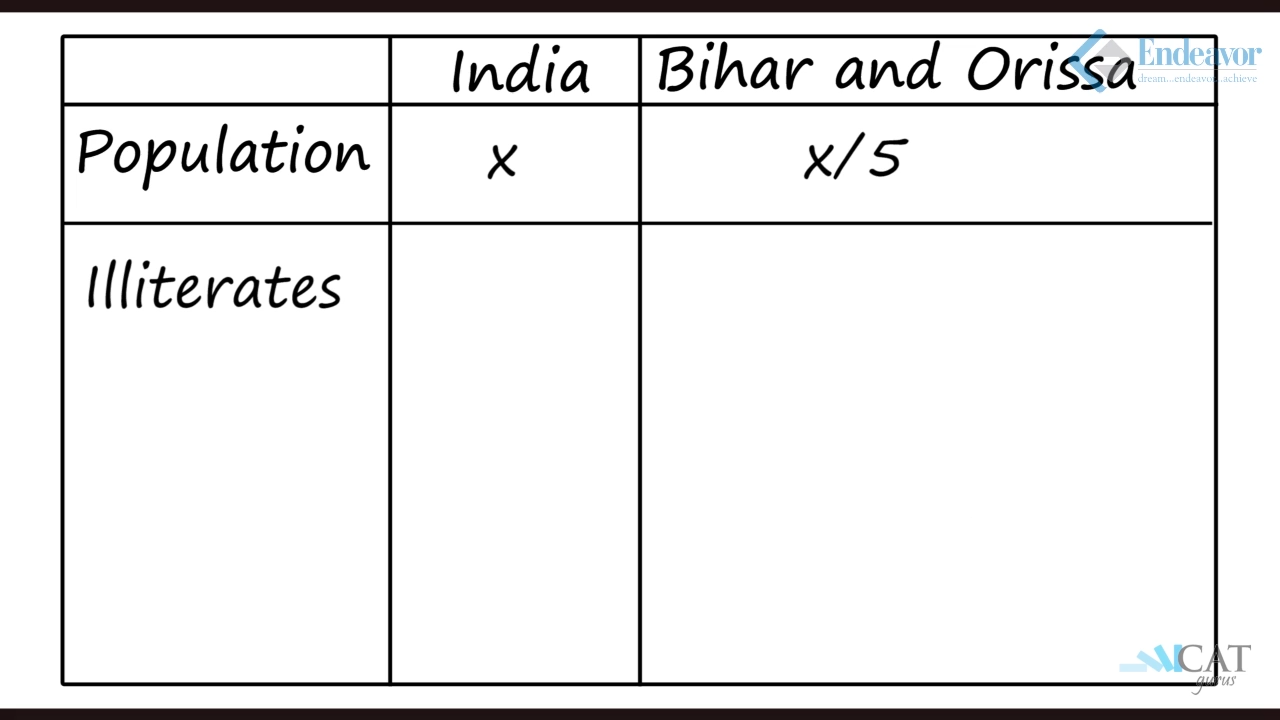 India Bihar and Orissa
Population x x/5
Illiterates
Endeavor
dream...endeavor...achieve
CAT
gurus